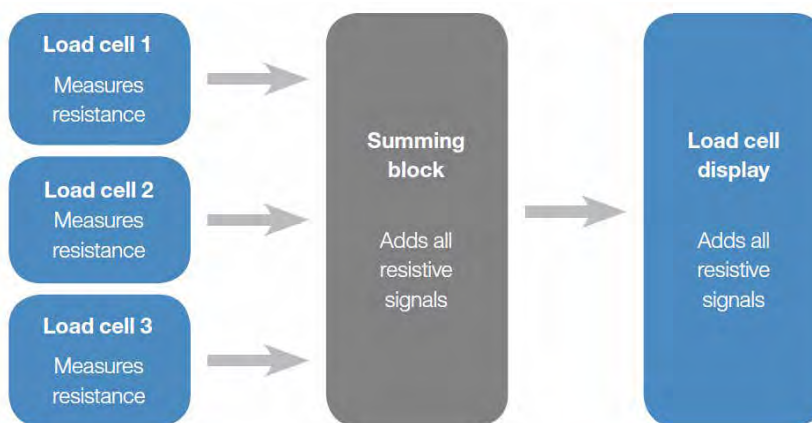 Load cell 1
Measures
resistance
Load cell 2
Measures
resistance
Load cell 3
Measures
resistance
Summing
block
Adds all
resistive
signals
Load cell
display
Adds all
resistive
signals